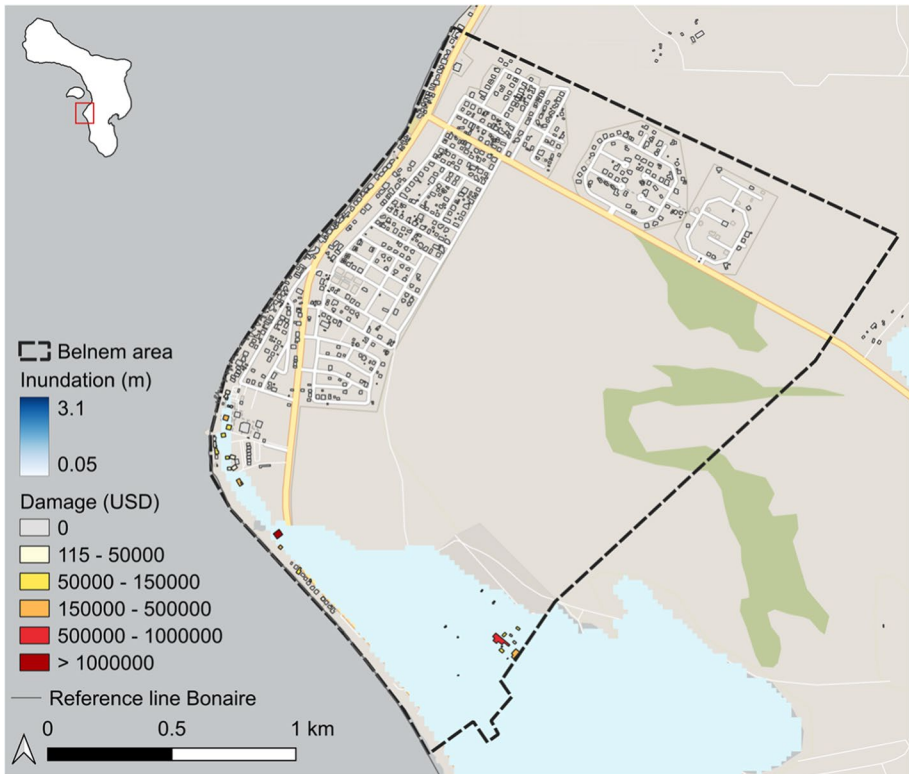 Belnem area
Inundation (m)
3.1
0.05
Damage (USD)
0
115 - 50000
50000 - 150000
150000 - 500000
500000 - 1000000
> 1000000
Reference line Bonaire
0 0.5 1 km